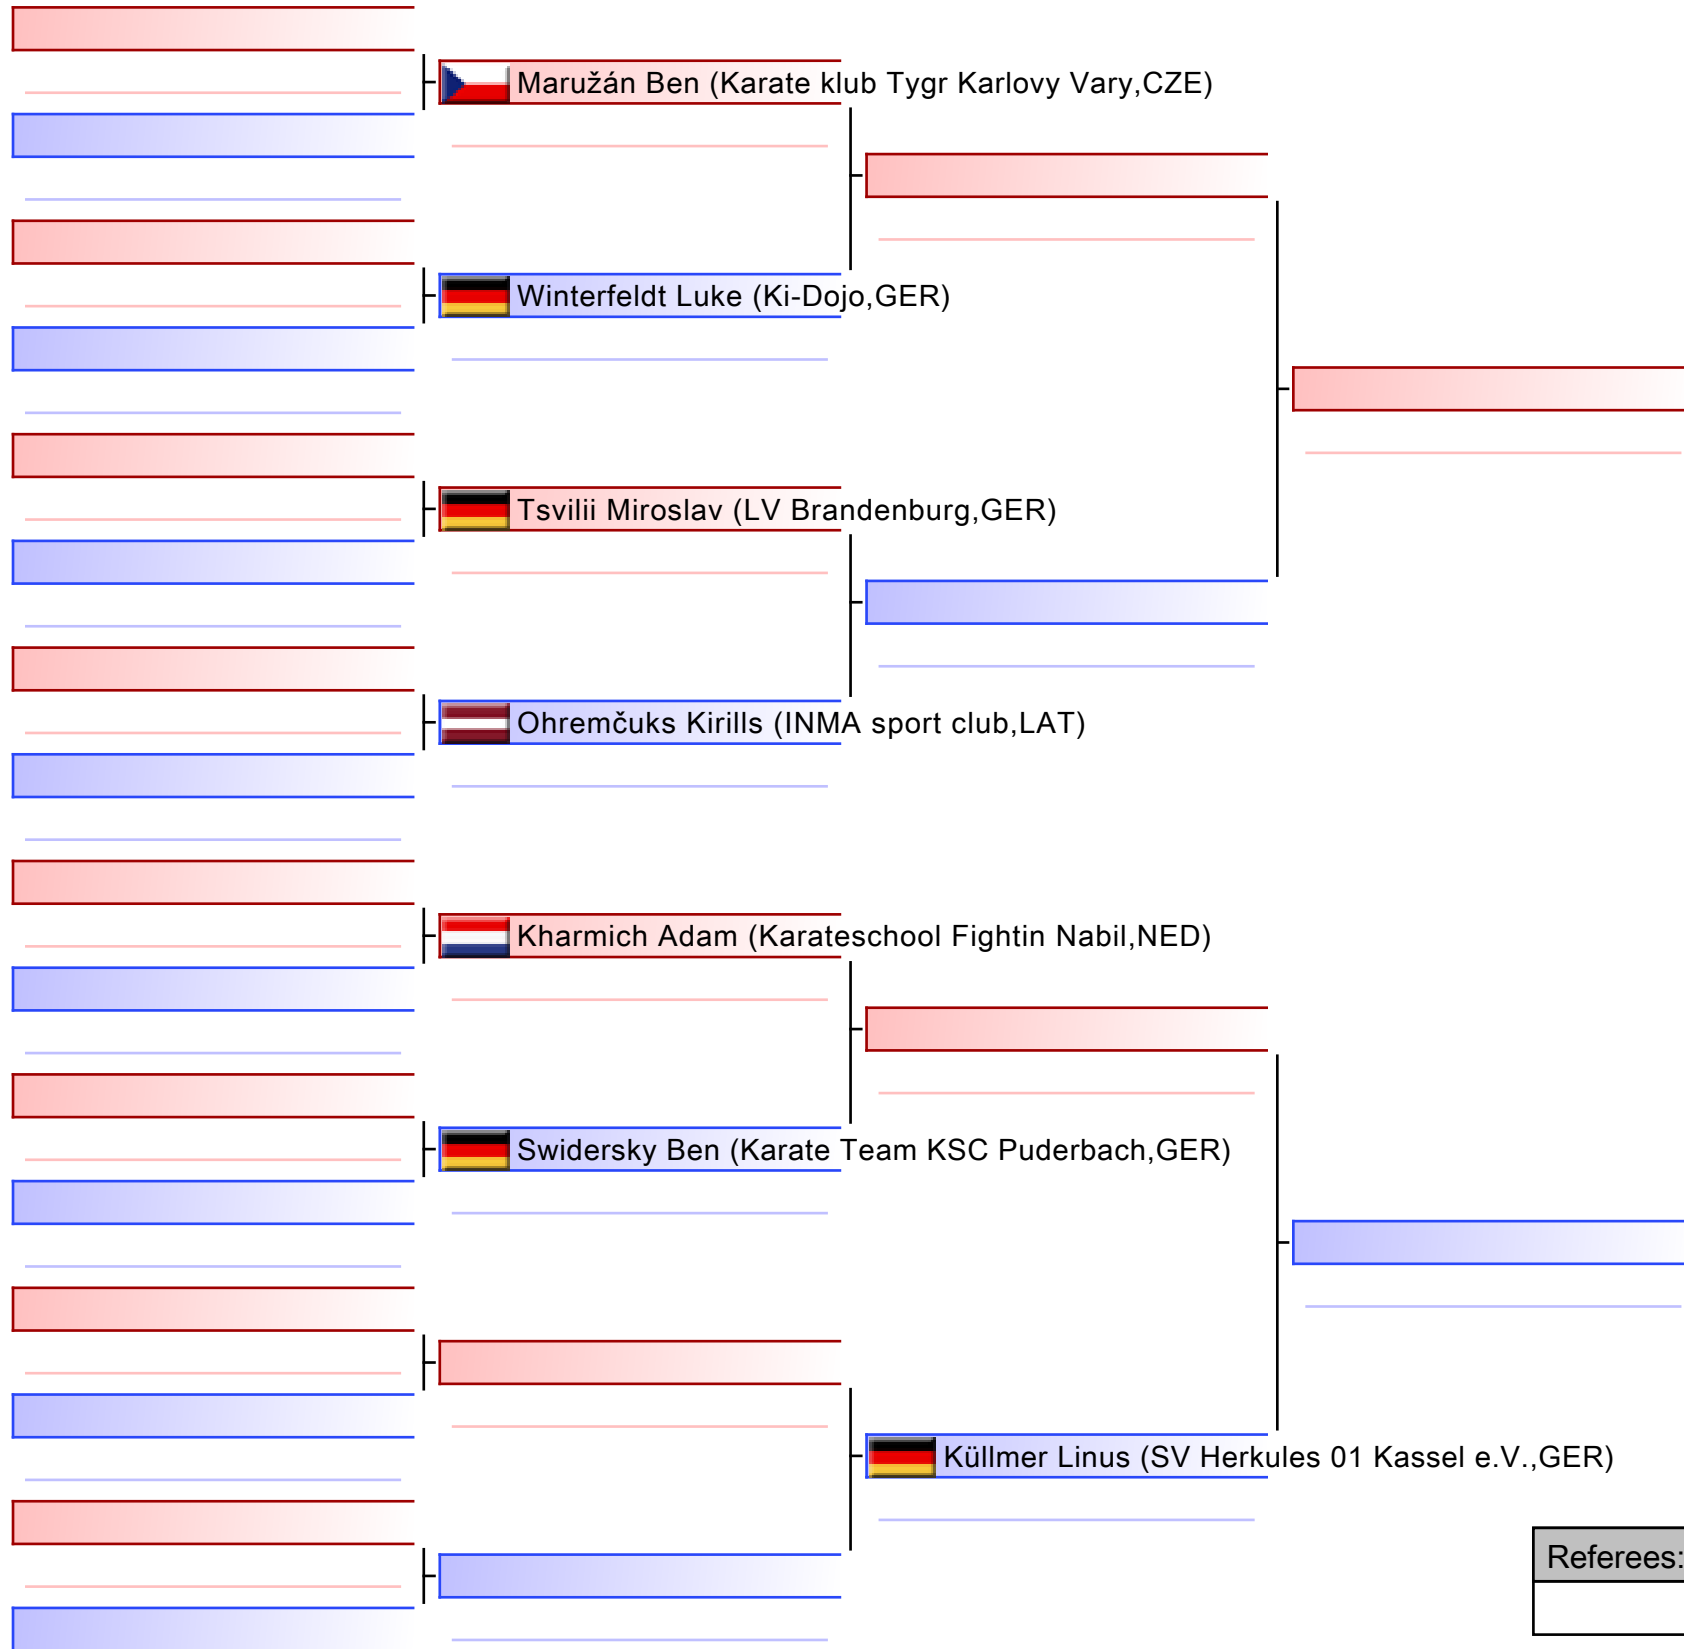 Maružán Ben (Karate klub Tygr Karlovy Vary,CZE)
Winterfeldt Luke (Ki-Dojo,GER)
Tsvilii Miroslav (LV Brandenburg,GER)
Ohremčuks Kirills (INMA sport club,LAT)
Kharmich Adam (Karateschool Fightin Nabil,NED)
Swidersky Ben (Karate Team KSC Puderbach,GER)
Küllmer Linus (SV Herkules 01 Kassel e.V.,GER)
Referees: